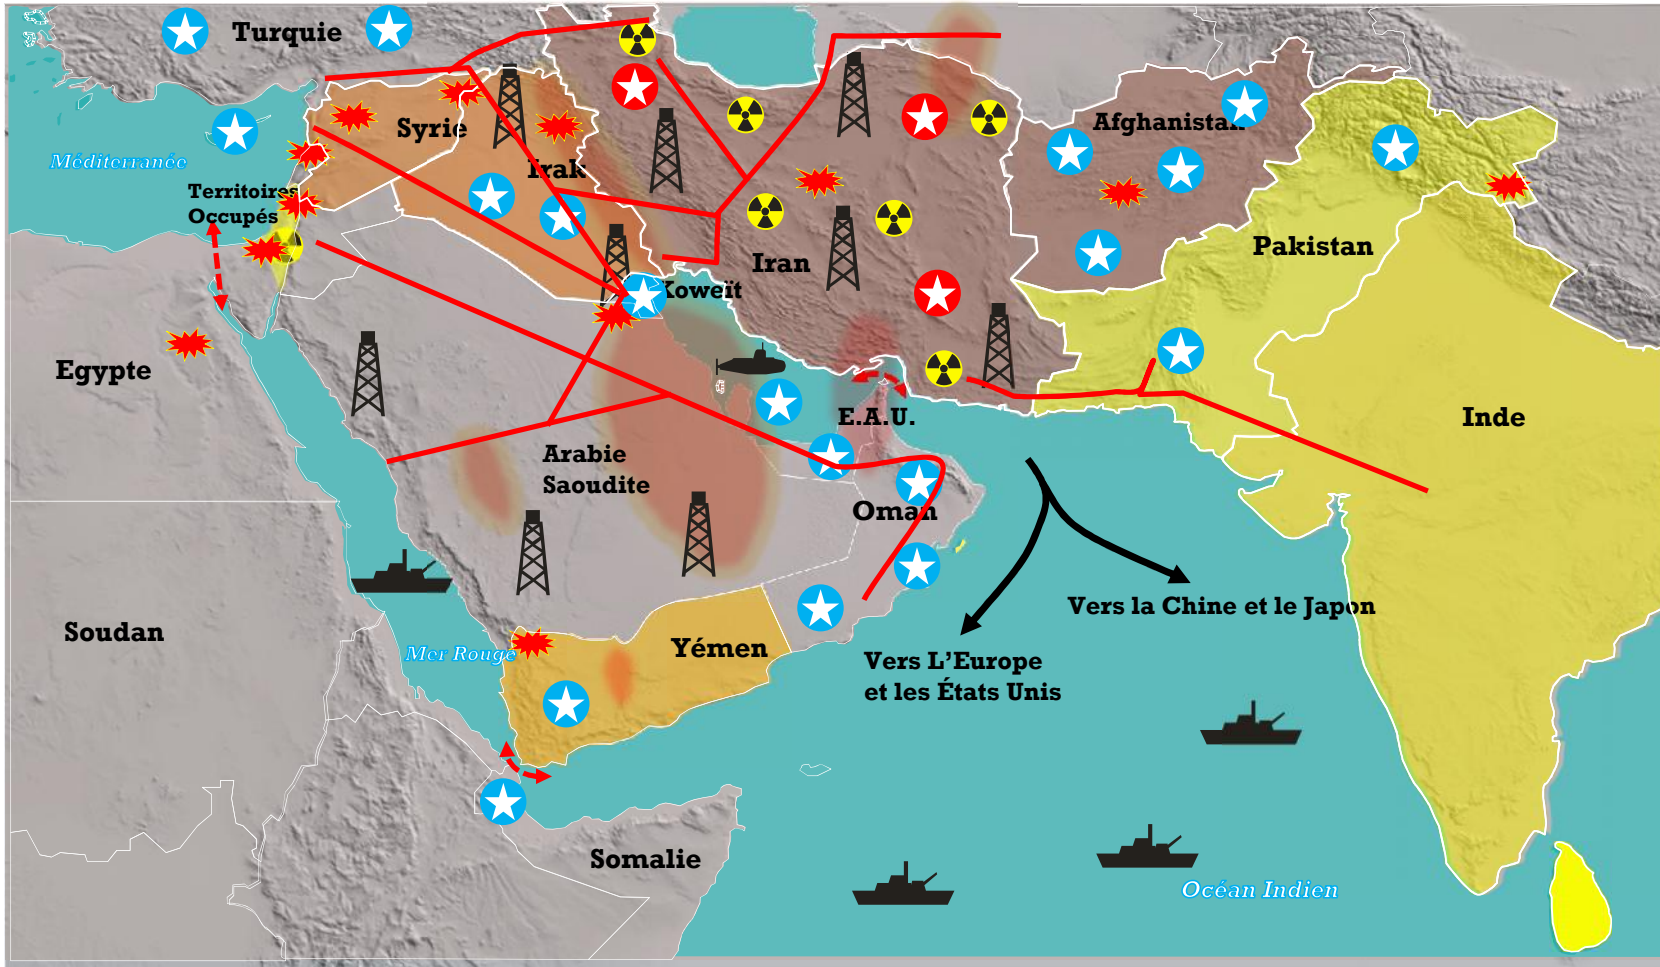 Turquie
Syrie
Afghanistan
Méditerranée
Irak
Territoires
Occupés
Pakistan
Iran
Koweït
Egypte
E.A.U.
Inde
Arabie
Saoudite
Oman
Vers la Chine et le Japon
Soudan
Yémen
Mer Rouge
Vers L’Europe
et les États Unis
Somalie
Océan Indien